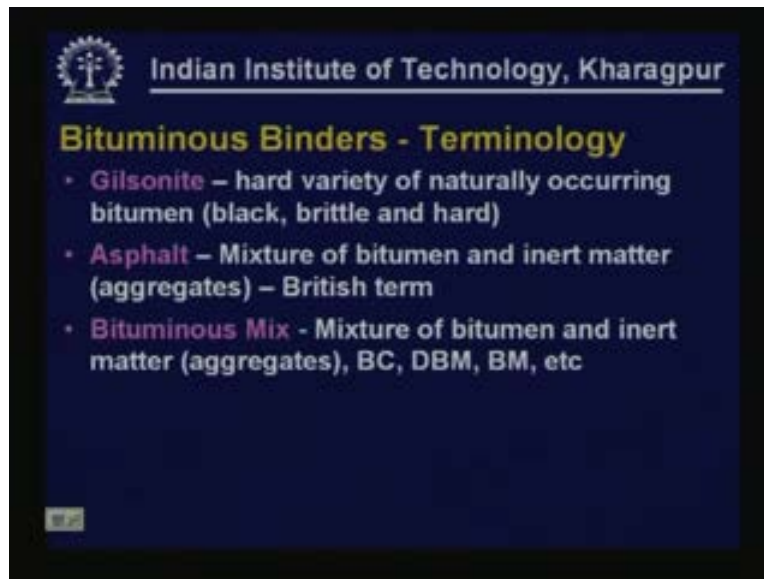 Indian Institute of Technology, Kharagpur
Bituminous Binders - Terminology
• Gilsonite – hard variety of naturally occurring
bitumen (black, brittle and hard)
• Asphalt – Mixture of bitumen and inert matter
(aggregates) – British term
• Bituminous Mix - Mixture of bitumen and inert
matter (aggregates), BC, DBM, BM, etc